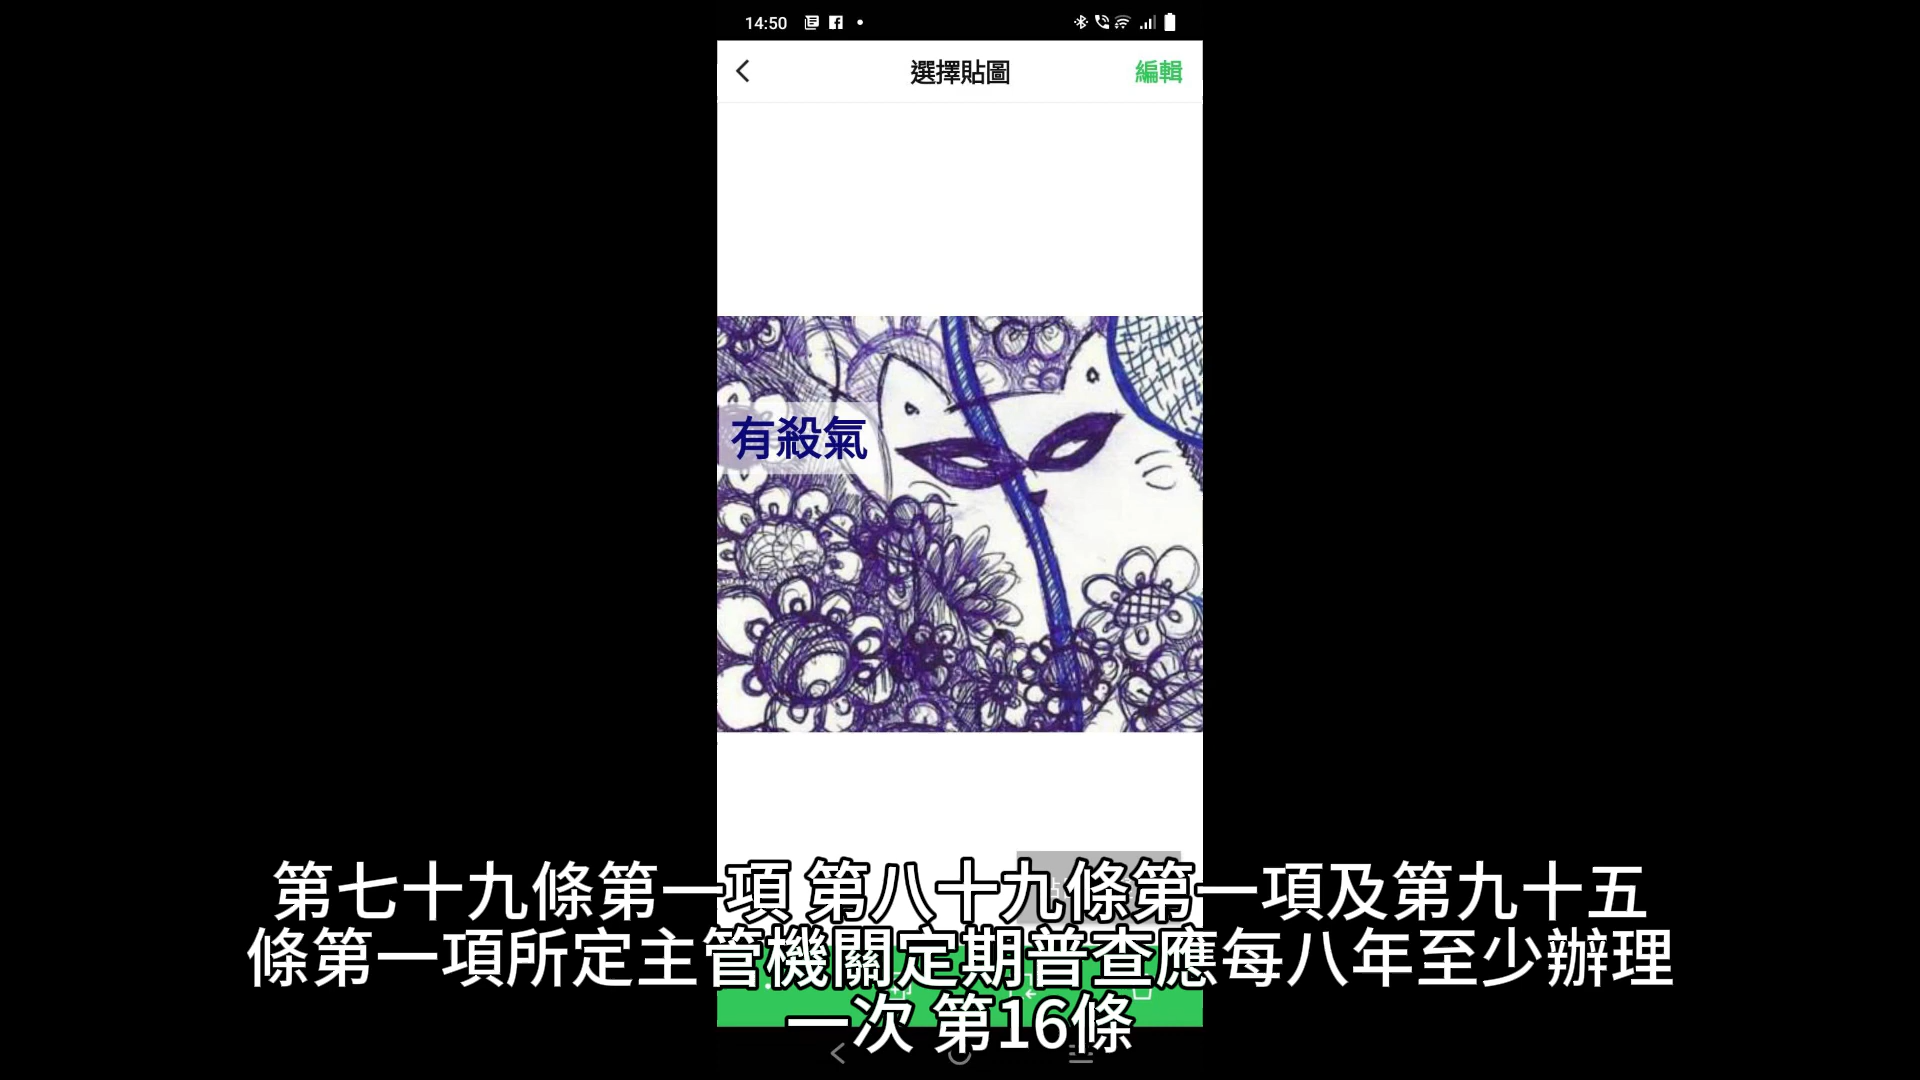 14:50
選擇貼圖
編輯
有殺氣
第七十九條第一項 第八十九條第一項及第九十五
條第一項所定主管機關定期普查應每八年至少辦理
一次 第16條